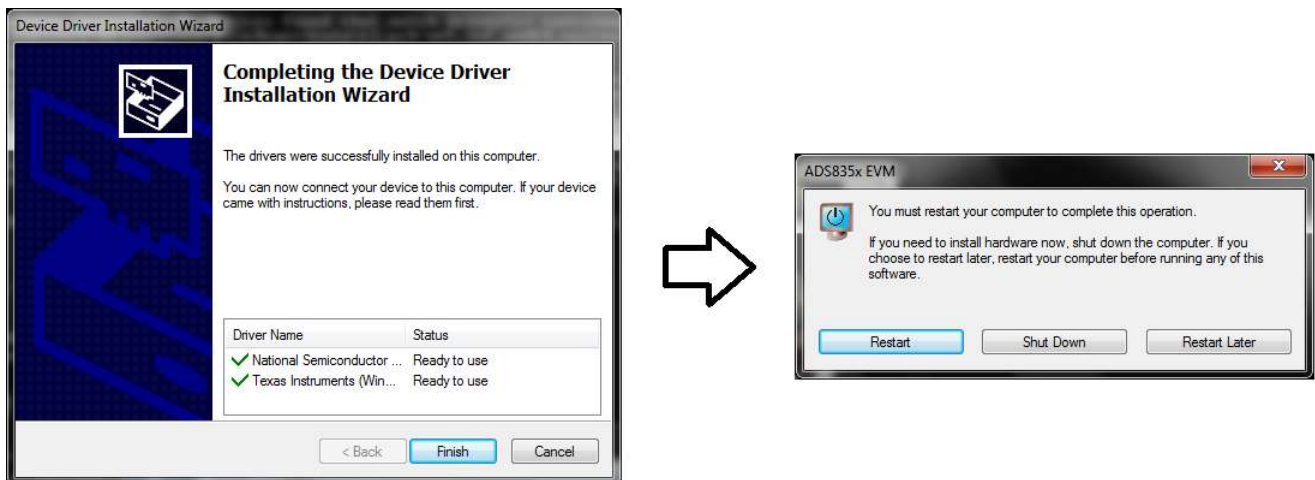 Device Driver Installation Wizard
Completing the Device Driver
Installation Wizard
The drivers were successfully installed on this computer.
You can now connect your device to this computer. If your device
came with instructions, please read them first.
Driver Name Status
National Semiconductor ... Ready to use
Texas Instruments (Win... Ready to use
< Back Finish Cancel
ADS835x EVM
You must restart your computer to complete this operation.
If you need to install hardware now, shut down the computer. If you
choose to restart later, restart your computer before running any of this
software.
Restart Shut Down Restart Later